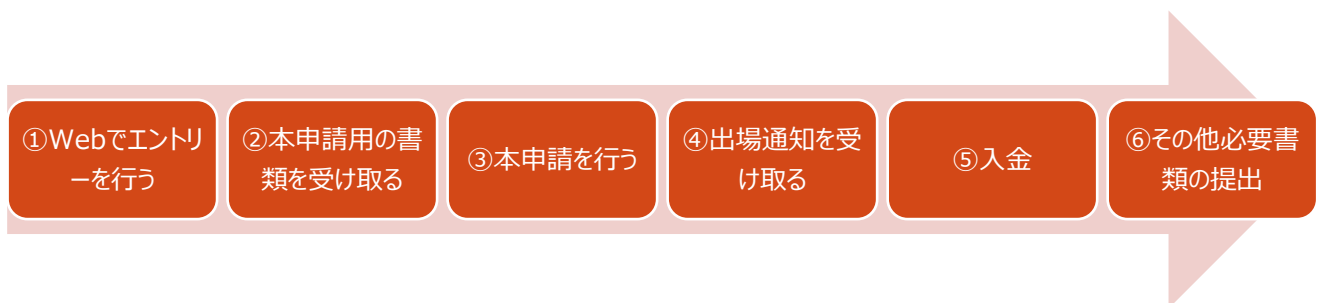 ①Webでエントリ
ーを行う
②本申請用の書
類を受け取る
③本申請を行う
④出場通知を受
け取る
⑤入金
⑥その他必要書
類の提出